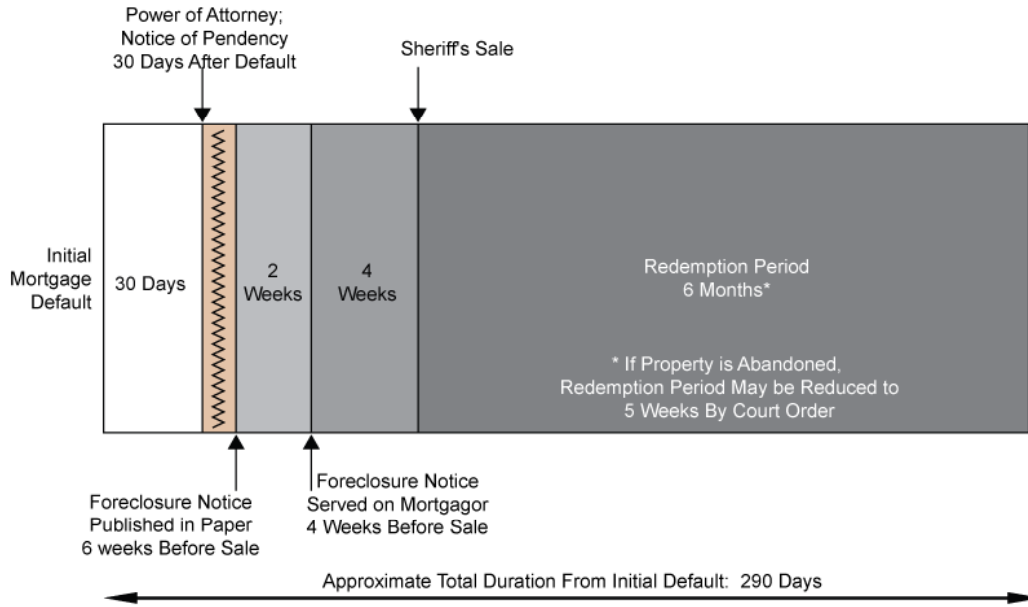 Power of Attorney;
Notice of Pendency
30 Days After Default
Sheriff's Sale
Initial
Mortgage
Default
30 Days
2
Weeks
4
Weeks
Redemption Period
6 Months*
* If Property is Abandoned,
Redemption Period May be Reduced to
5 Weeks By Court Order
Foreclosure Notice
Published in Paper
6 weeks Before Sale
Foreclosure Notice
Served on Mortgagor
4 Weeks Before Sale
Approximate Total Duration From Initial Default: 290 Days